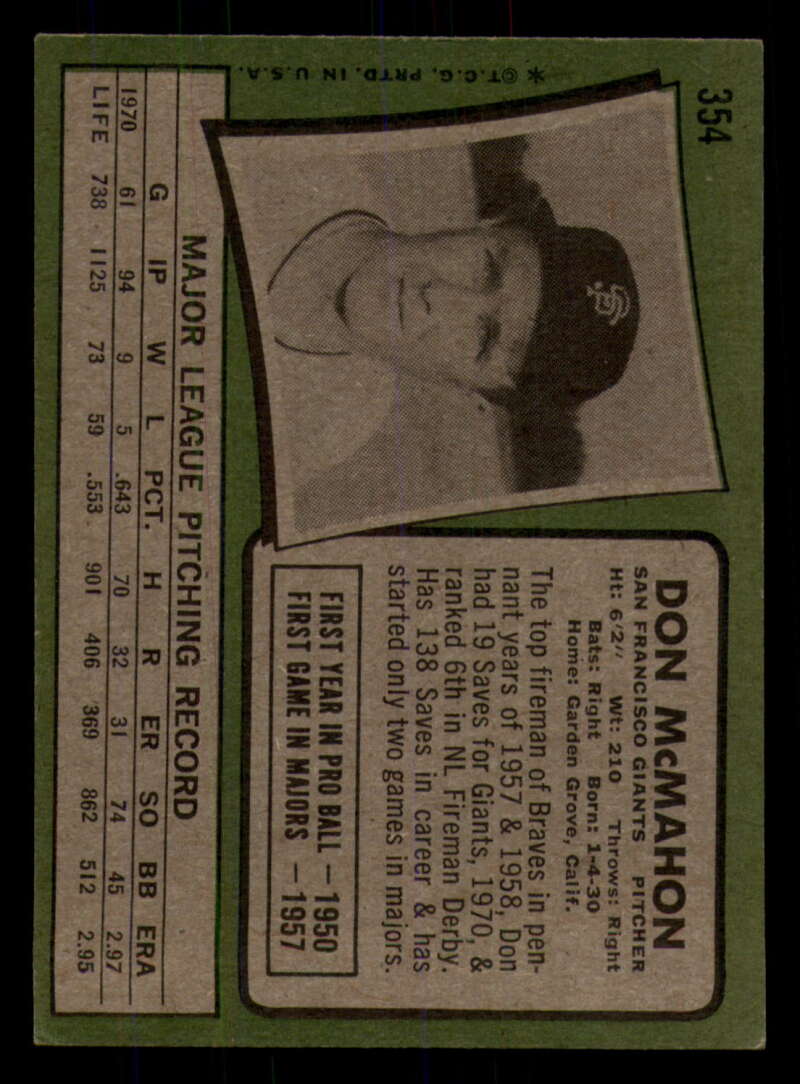 354
* ©T.C.G. PRTD. IN U.S.A.
SF
DON McMAHON
SAN FRANCISCO GIANTS PITCHER
Ht: 6'2" Wt: 210 Throws: Right
Bats: Right Born: 1-4-30
Home: Garden Grove, Calif.
The top fireman of Braves in pen-
nant years of 1957 & 1958, Don
had 19 Saves for Giants, 1970, &
ranked 6th in NL Fireman Derby.
Has 138 Saves in career & has
started only two games in majors.
FIRST YEAR IN PRO BALL — 1950
FIRST GAME IN MAJORS — 1957
MAJOR LEAGUE PITCHING RECORD
G IP W L PCT. H R ER SO BB ERA
1970 61 94 9 5 .643 70 32 31 74 45 2.97
LIFE 738 1125 73 59 .553 901 406 369 862 512 2.95